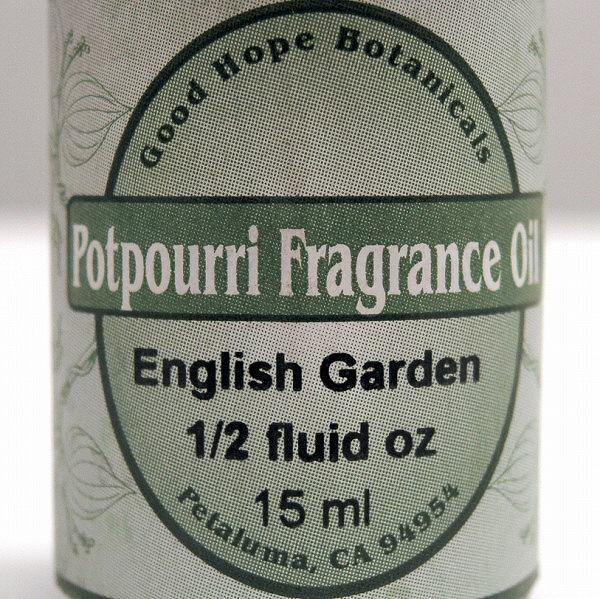 Good Hope Botanicals
Potpourri Fragrance Oil
English Garden
1/2 fluid oz
15 ml
Petaluma, CA 94954